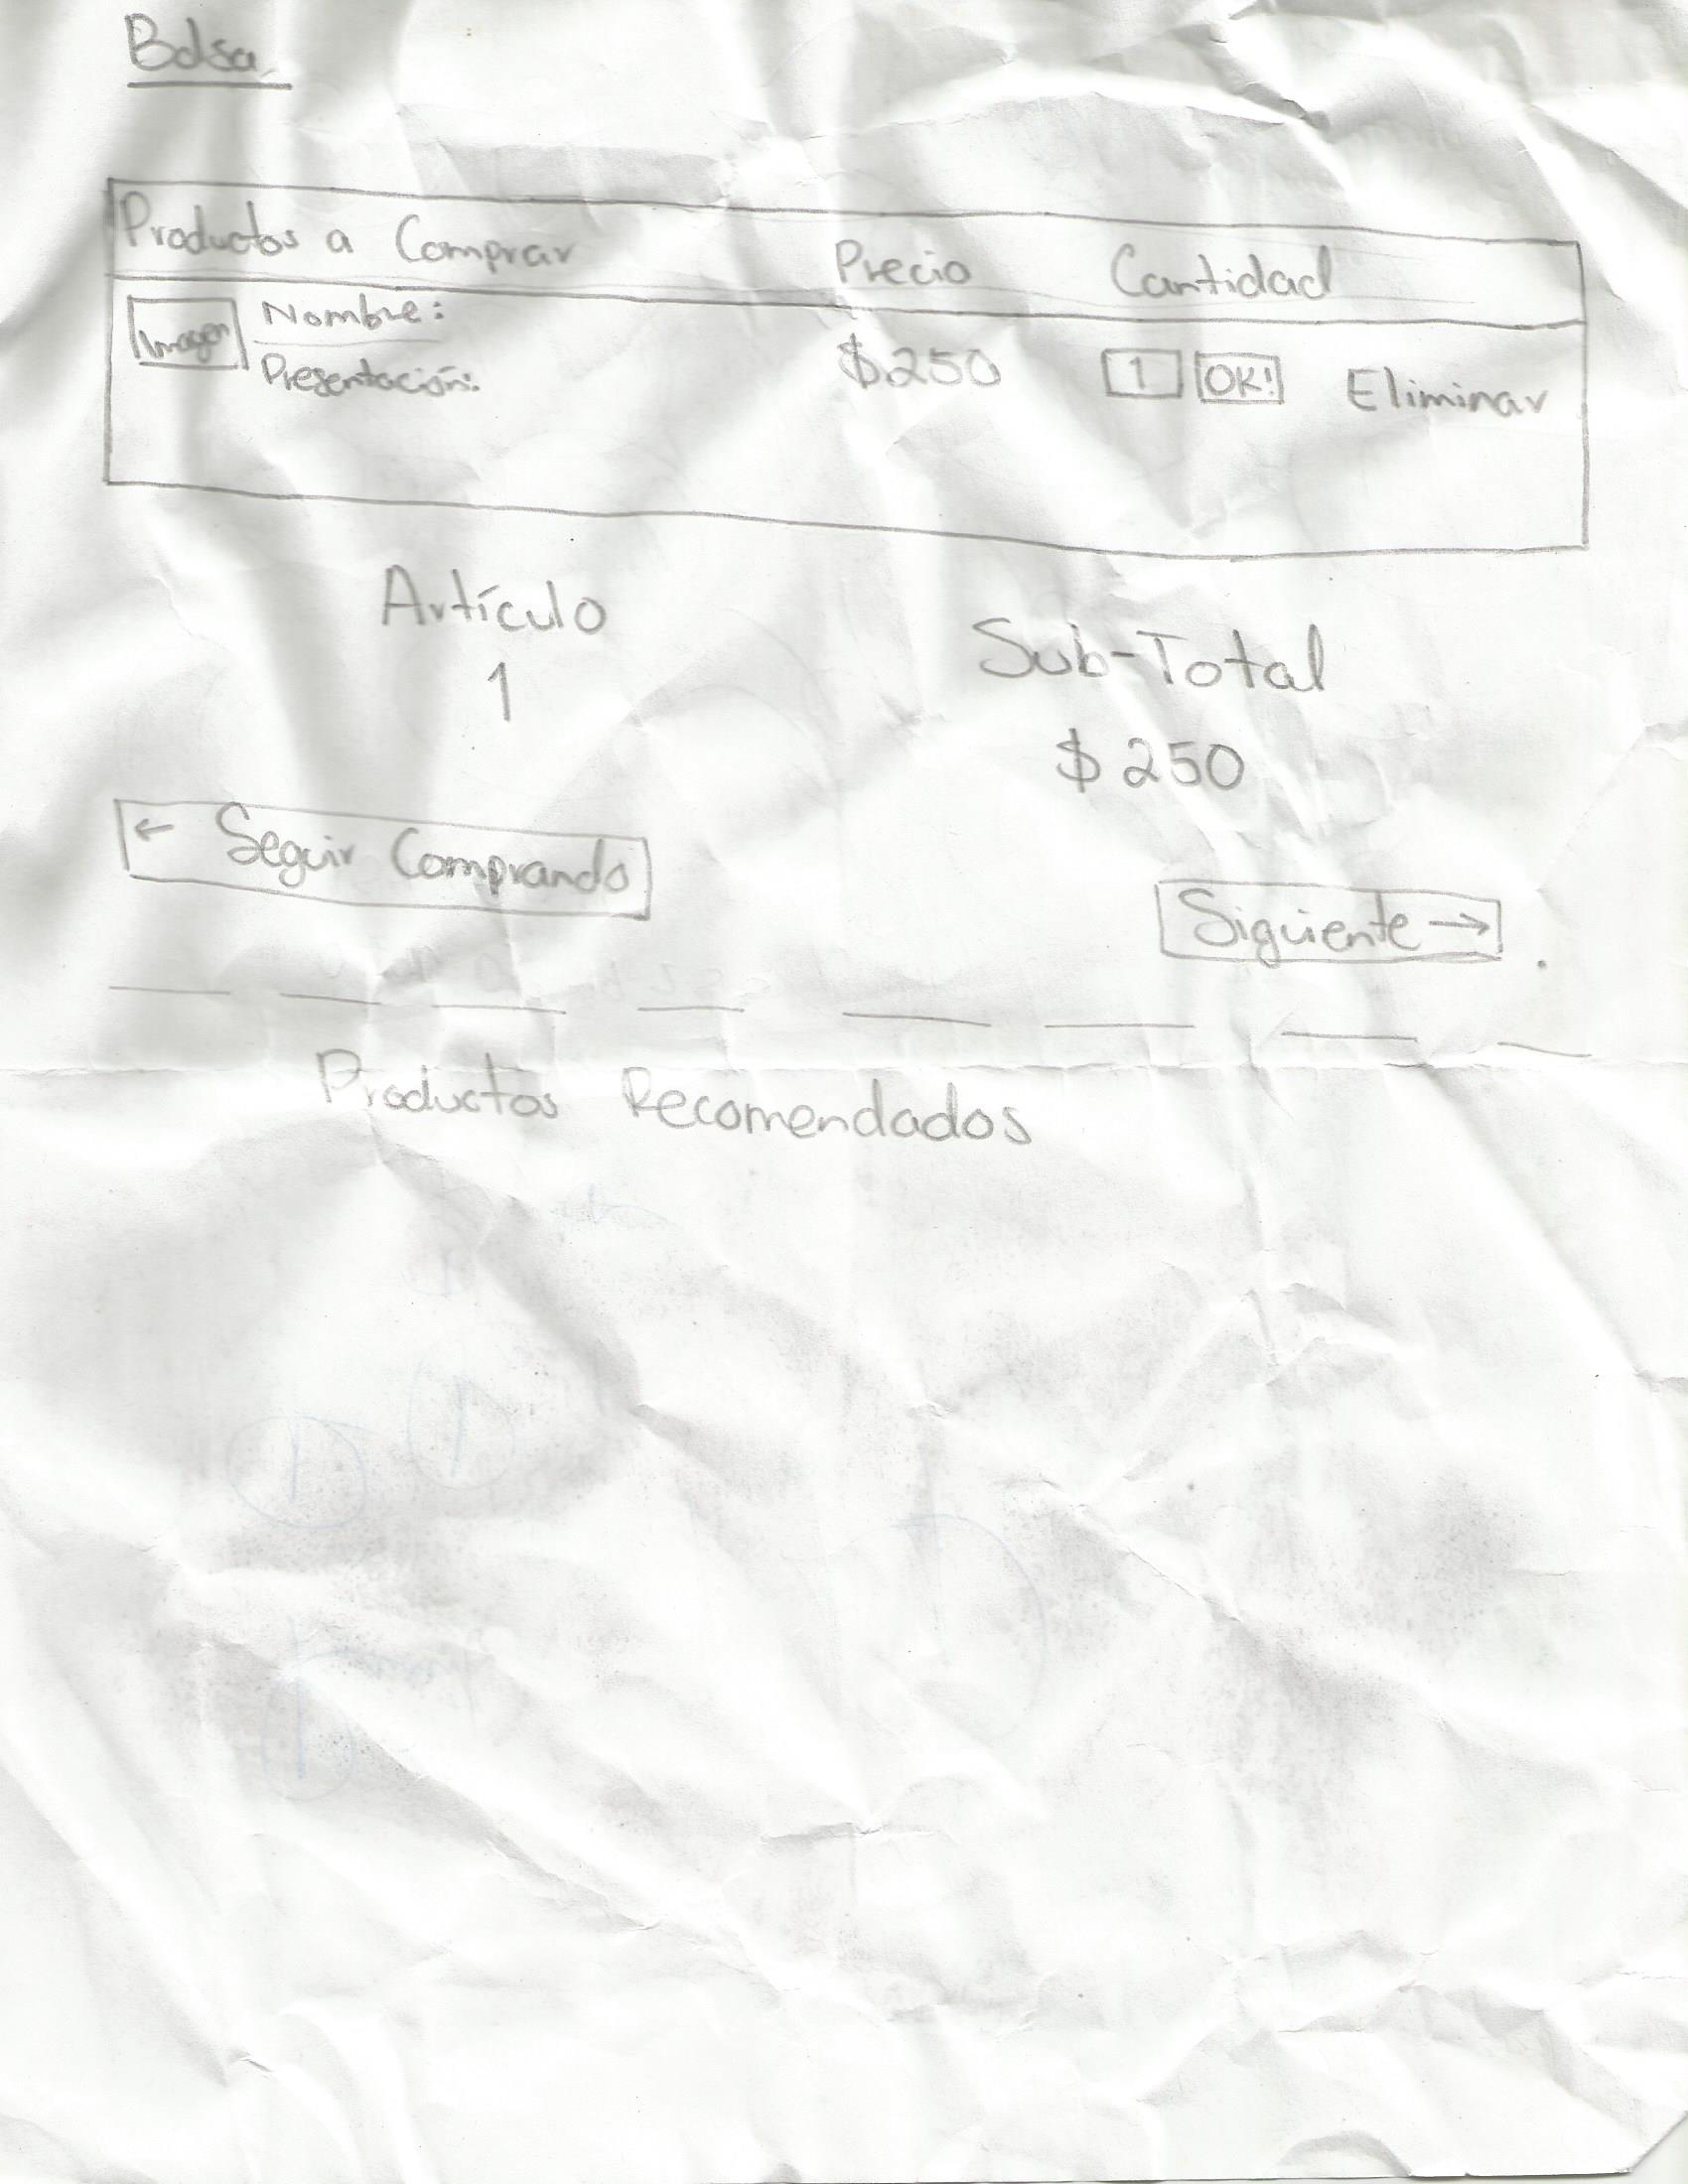 Bolsa
Productos a Comprar Precio Cantidad
Imagen Nombre: $250 1 OK! Eliminar
Presentación:
Artículo Sub-Total
1 $250
← Seguir Comprando Siguiente →
Productos Recomendados